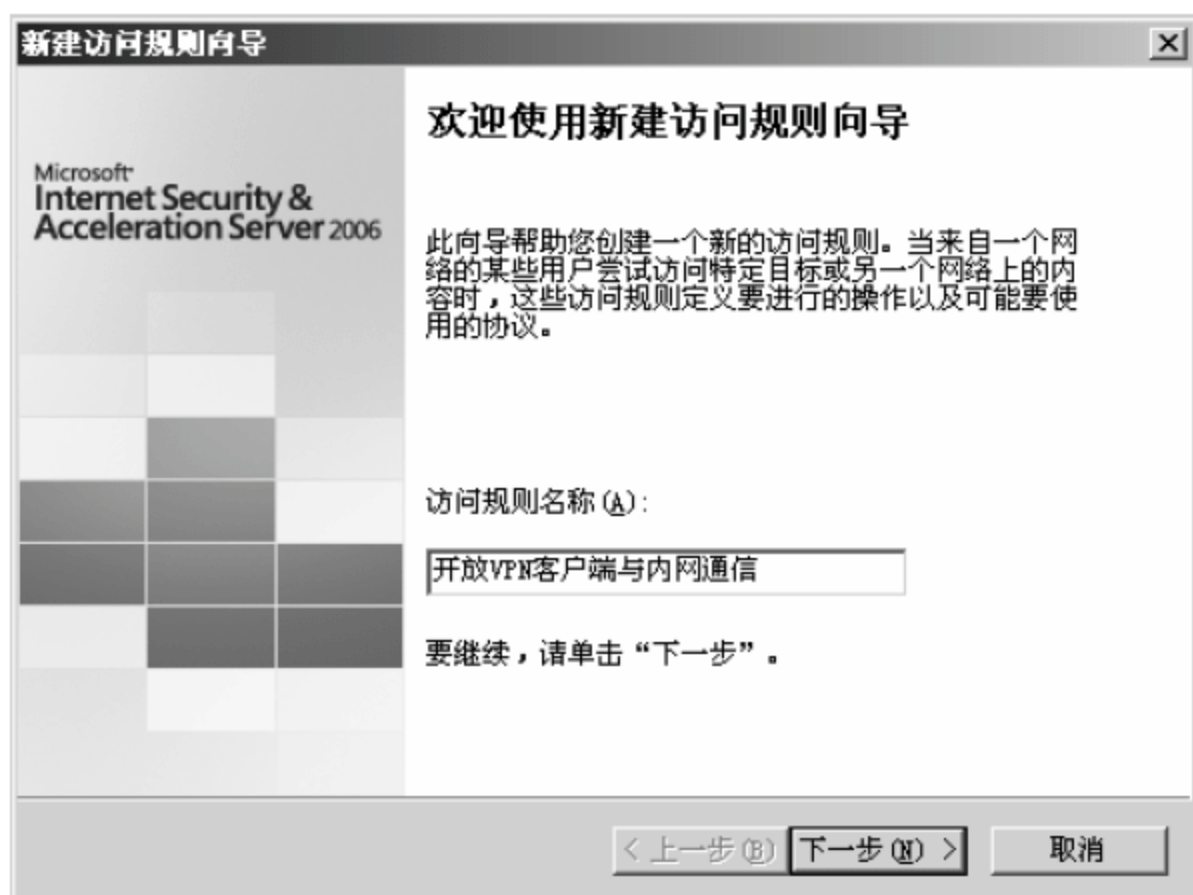 新建访问规则向导
欢迎使用新建访问规则向导
Microsoft
Internet Security &
Acceleration Server 2006
此向导帮助您创建一个新的访问规则。当来自一个网
络的某些用户尝试访问特定目标或另一个网络上的内
容时，这些访问规则定义要进行的操作以及可能要使
用的协议。
访问规则名称(A):
开放VPN客户端与内网通信
要继续，请单击“下一步”。
< 上一步(B) 下一步(N) > 取消